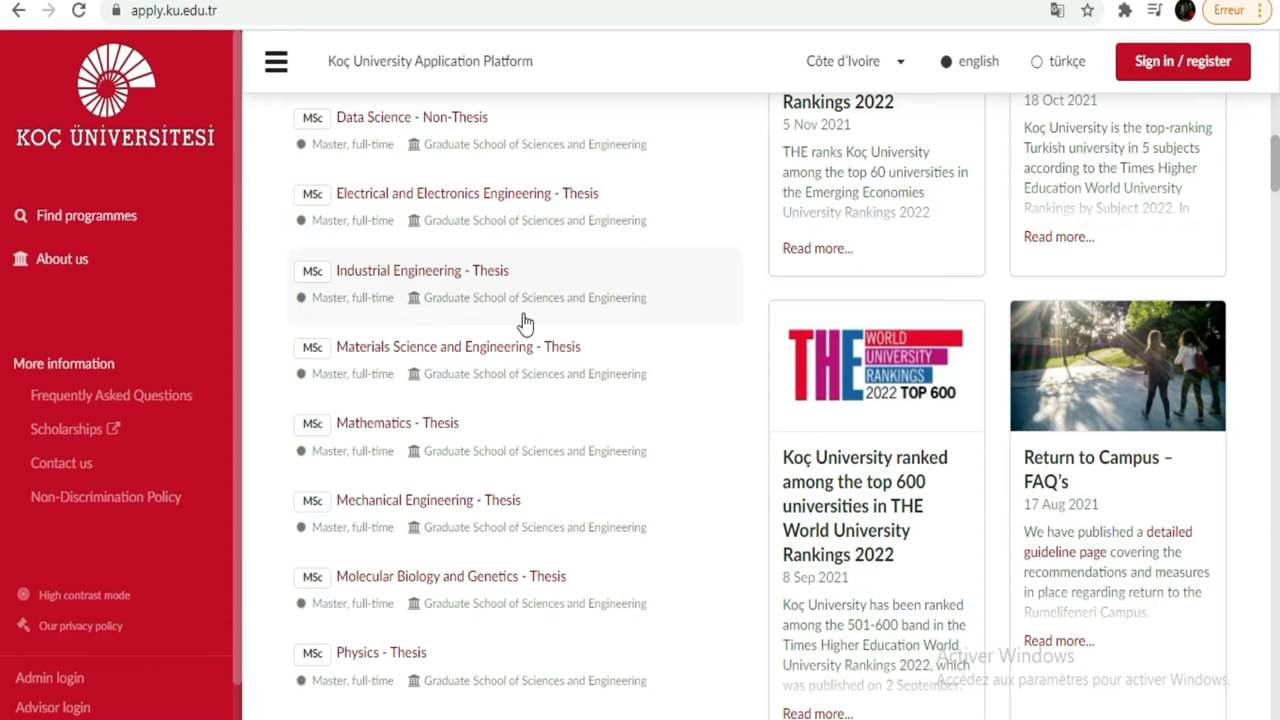 apply.ku.edu.tr
Erreur
KOÇ ÜNİVERSİTESİ
Find programmes
About us
More information
Frequently Asked Questions
Scholarships
Contact us
Non-Discrimination Policy
High contrast mode
Our privacy policy
Admin login
Advisor login
Koç University Application Platform
Côte d'Ivoire
english
türkçe
Sign in / register
MSc Data Science - Non-Thesis
Master, full-time Graduate School of Sciences and Engineering
MSc Electrical and Electronics Engineering - Thesis
Master, full-time Graduate School of Sciences and Engineering
MSc Industrial Engineering - Thesis
Master, full-time Graduate School of Sciences and Engineering
MSc Materials Science and Engineering - Thesis
Master, full-time Graduate School of Sciences and Engineering
MSc Mathematics - Thesis
Master, full-time Graduate School of Sciences and Engineering
MSc Mechanical Engineering - Thesis
Master, full-time Graduate School of Sciences and Engineering
MSc Molecular Biology and Genetics - Thesis
Master, full-time Graduate School of Sciences and Engineering
MSc Physics - Thesis
Master, full-time Graduate School of Sciences and Engineering
Rankings 2022
5 Nov 2021
THE ranks Koç University
among the top 60 universities in
the Emerging Economies
University Rankings 2022
Read more...
18 Oct 2021
Koç University is the top-ranking
Turkish university in 5 subjects
according to the Times Higher
Education World University
Rankings by Subject 2022. In
Read more...
THE WORLD
UNIVERSITY
RANKINGS
2022 TOP 600
Koç University ranked
among the top 600
universities in THE
World University
Rankings 2022
8 Sep 2021
Koç University has been ranked
among the 501-600 band in the
Times Higher Education World
University Rankings 2022, which
was published on 2 September.
Read more...
Return to Campus –
FAQ's
17 Aug 2021
We have published a detailed
guideline page covering the
recommendations and measures
in place regarding return to the
Rumelifeneri Campus.
Read more...
Activer Windows
Accédez aux paramètres pour activer Windows.